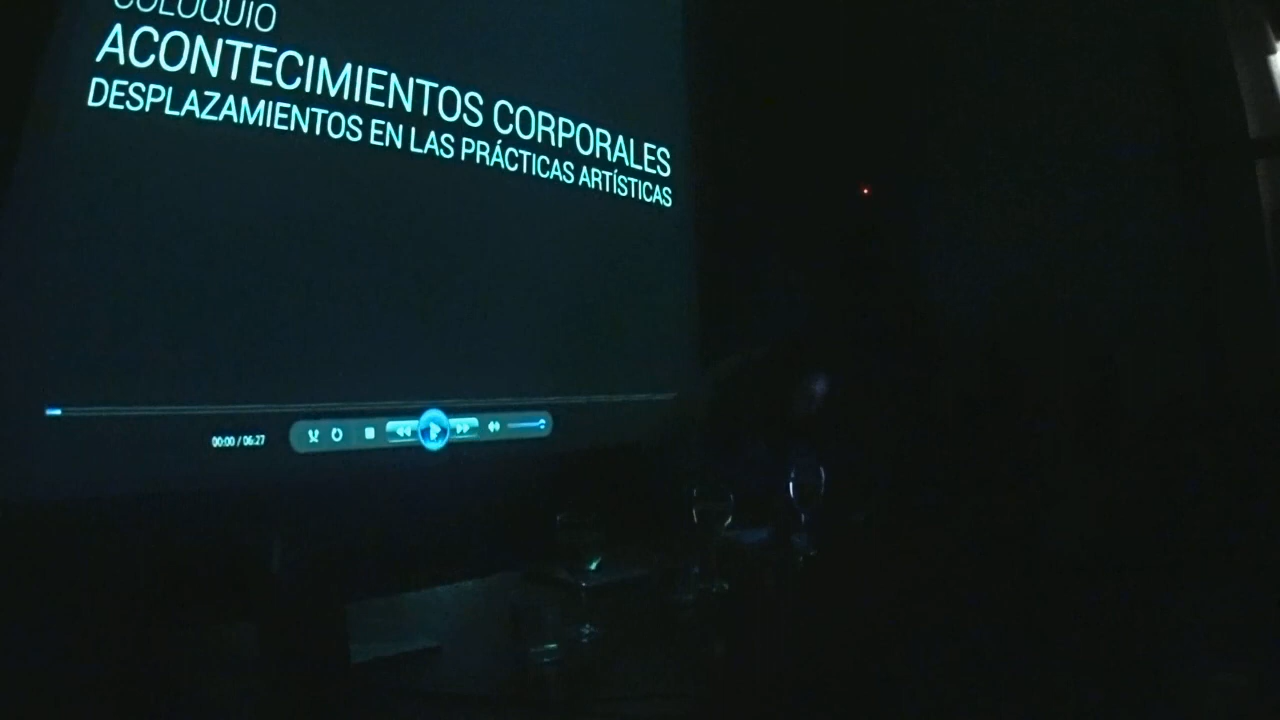 COLOQUIO
ACONTECIMIENTOS CORPORALES
DESPLAZAMIENTOS EN LAS PRÁCTICAS ARTÍSTICAS
00:00 / 06:27